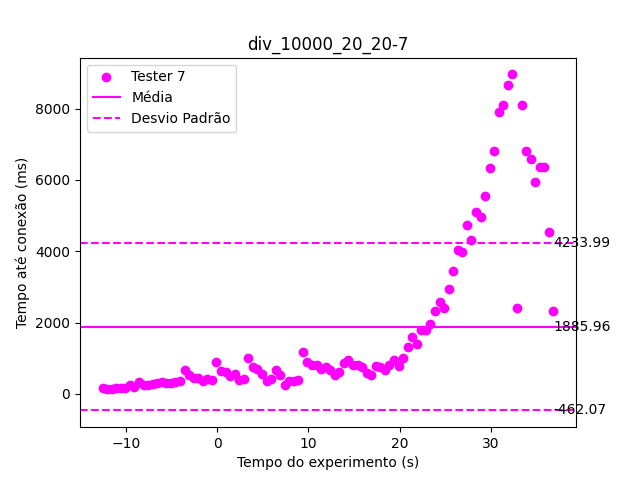 div_10000_20_20-7
Tester 7
Média
Desvio Padrão
Tempo até conexão (ms)
8000
6000
4000
2000
0
4233.99
1885.96
-462.07
−10
0
10
20
30
Tempo do experimento (s)